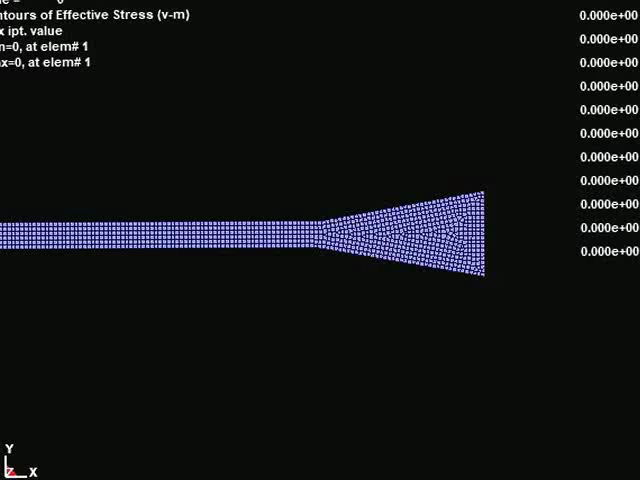 = 0
ntours of Effective Stress (v-m)
x ipt. value
n=0, at elem# 1
ax=0, at elem# 1
0.000e+00
0.000e+00
0.000e+00
0.000e+00
0.000e+00
0.000e+00
0.000e+00
0.000e+00
0.000e+00
0.000e+00
0.000e+00
Y
Z X